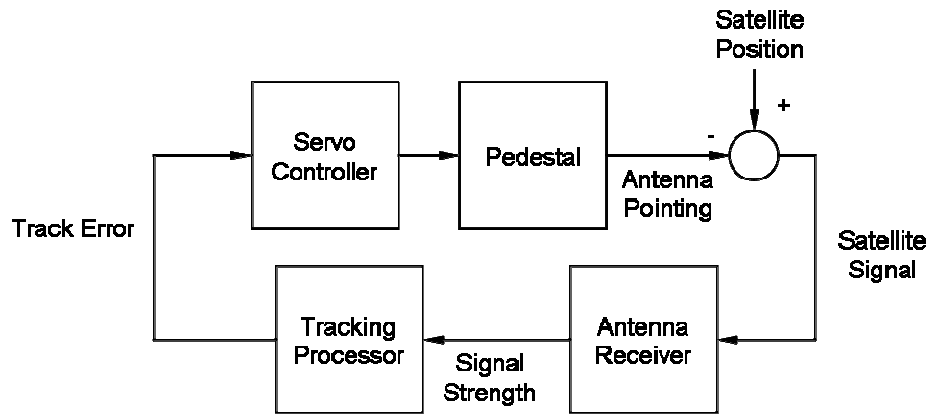 Satellite
Position
+
-
Servo
Controller
Pedestal
Antenna
Pointing
Track Error
Satellite
Signal
Tracking
Processor
Signal
Strength
Antenna
Receiver